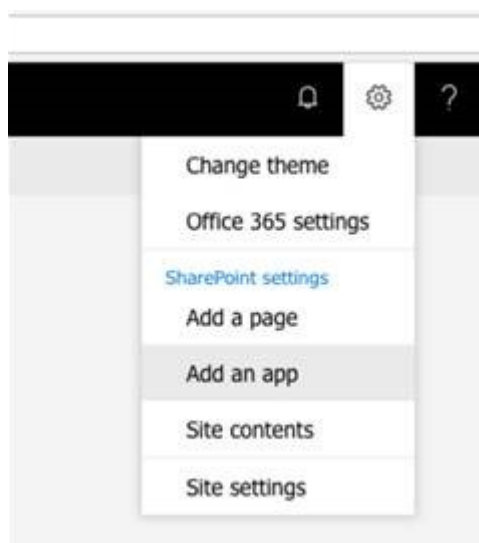 ?
Change theme
Office 365 settings
SharePoint settings
Add a page
Add an app
Site contents
Site settings